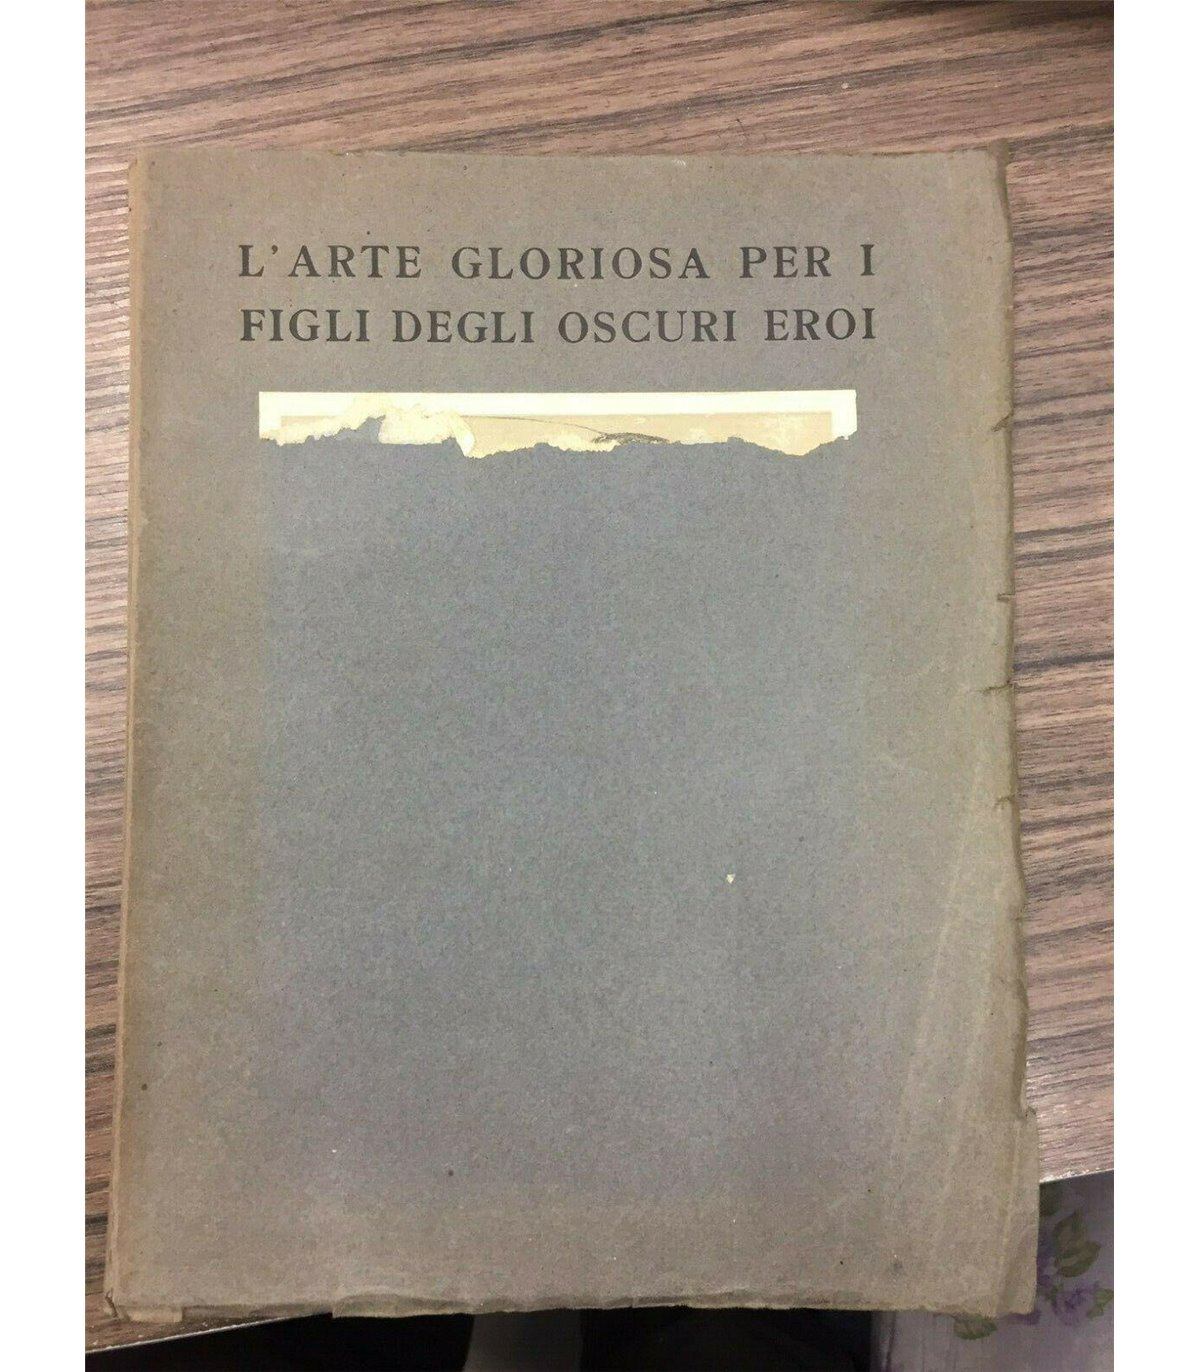 L'ARTE GLORIOSA PER I
FIGLI DEGLI OSCURI EROI